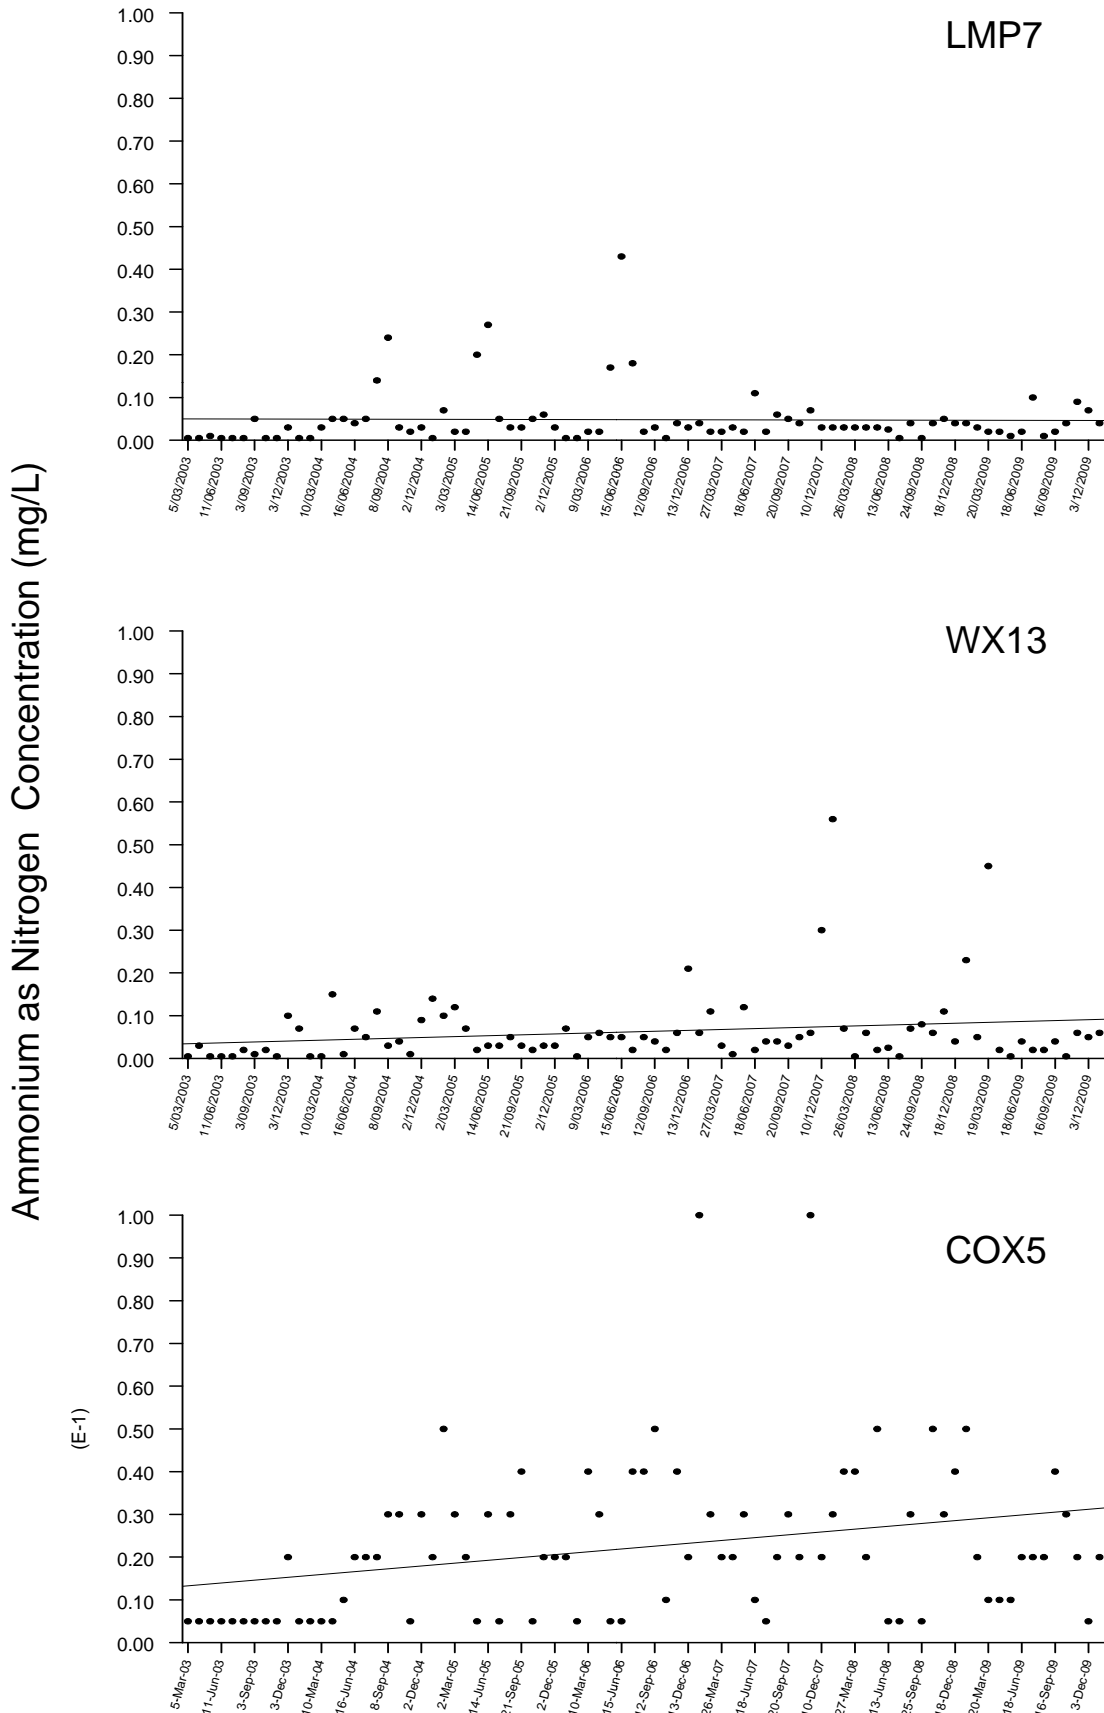 Ammonium as Nitrogen Concentration (mg/L)
LMP7
1.00
0.90
0.80
0.70
0.60
0.50
0.40
0.30
0.20
0.10
0.00
5/03/2003
11/06/2003
3/09/2003
3/12/2003
10/03/2004
16/06/2004
8/09/2004
2/12/2004
3/03/2005
15/06/2005
21/09/2005
2/12/2005
9/03/2006
15/06/2006
12/09/2006
13/12/2006
27/03/2007
18/06/2007
20/09/2007
10/12/2007
26/03/2008
13/06/2008
24/09/2008
18/12/2008
20/03/2009
18/06/2009
16/09/2009
3/12/2009
WX13
1.00
0.90
0.80
0.70
0.60
0.50
0.40
0.30
0.20
0.10
0.00
5/03/2003
11/06/2003
3/09/2003
3/12/2003
10/03/2004
16/06/2004
8/09/2004
2/12/2004
2/03/2005
14/06/2005
21/09/2005
2/12/2005
9/03/2006
15/06/2006
12/09/2006
13/12/2006
27/03/2007
18/06/2007
20/09/2007
10/12/2007
26/03/2008
13/06/2008
24/09/2008
18/12/2008
19/03/2009
18/06/2009
16/09/2009
3/12/2009
COX5
1.00
0.90
0.80
0.70
0.60
0.50
0.40
0.30
0.20
0.10
0.00
(E-1)
5-Mar-03
11-Jun-03
3-Sep-03
3-Dec-03
10-Mar-04
16-Jun-04
8-Sep-04
2-Dec-04
2-Mar-05
14-Jun-05
21-Sep-05
2-Dec-05
10-Mar-06
15-Jun-06
12-Sep-06
13-Dec-06
26-Mar-07
18-Jun-07
20-Sep-07
10-Dec-07
27-Mar-08
13-Jun-08
25-Sep-08
18-Dec-08
20-Mar-09
18-Jun-09
16-Sep-09
3-Dec-09